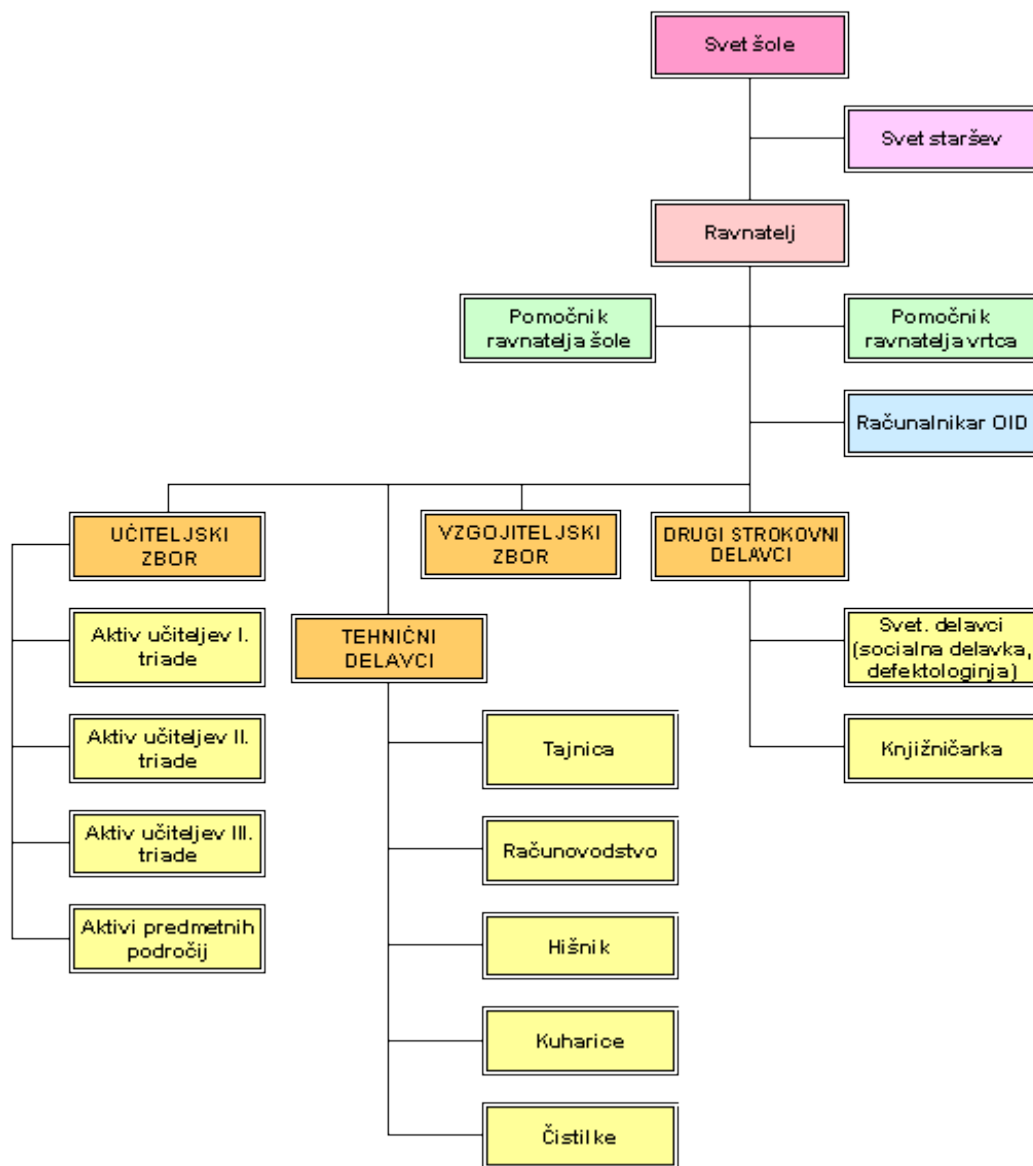 Svet šole
Svet staršev
Ravnatelj
Pomočnik
ravnatelja šole
Pomočnik
ravnatelja vrtca
Računalnikar OID
UČITELJSKI
ZBOR
VZGOJITELJSKI
ZBOR
DRUGI STROKOVNI
DELAVCI
Aktiv učiteljev I.
triade
TEHNIČNI
DELAVCI
Svet. delavci
(socialna delavka,
defektologinja)
Aktiv učiteljev II.
triade
Tajnica
Knjižničarka
Aktiv učiteljev III.
triade
Računovodstvo
Aktivi predmetnih
področij
Hišnik
Kuharice
Čistilke